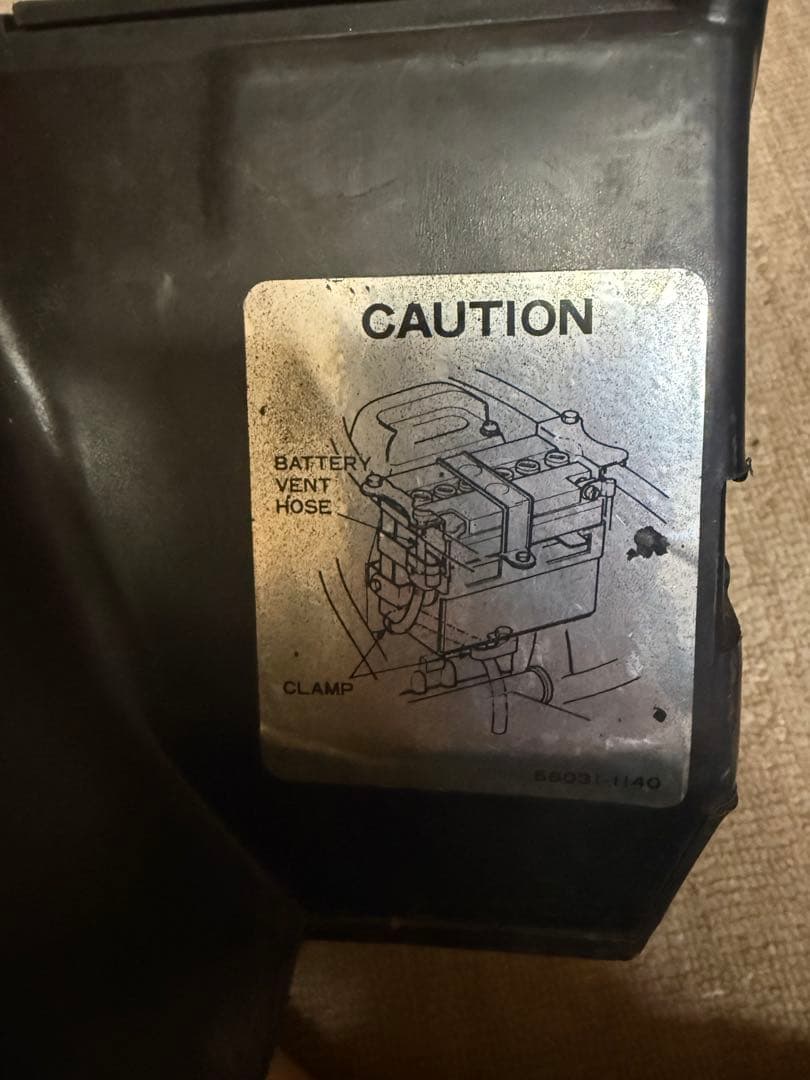 CAUTION
BATTERY
VENT
HOSE
CLAMP
56031-1140